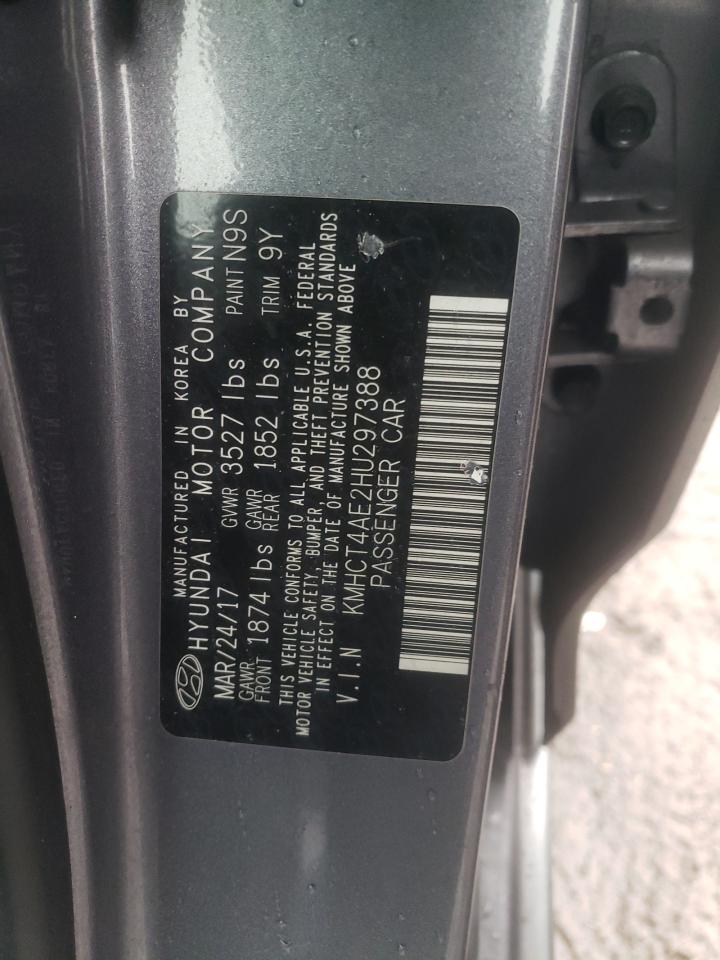 MANUFACTURED IN KOREA BY
HYUNDAI MOTOR COMPANY
MAR/24/17 GVWR 3527 lbs PAINT N9S
GAWR FRONT 1874 lbs GAWR REAR 1852 lbs TRIM 9Y
THIS VEHICLE CONFORMS TO ALL APPLICABLE U.S.A. FEDERAL
MOTOR VEHICLE SAFETY, BUMPER, AND THEFT PREVENTION STANDARDS
IN EFFECT ON THE DATE OF MANUFACTURE SHOWN ABOVE
V.I.N KMHCT4AE2HU297388
PASSENGER CAR